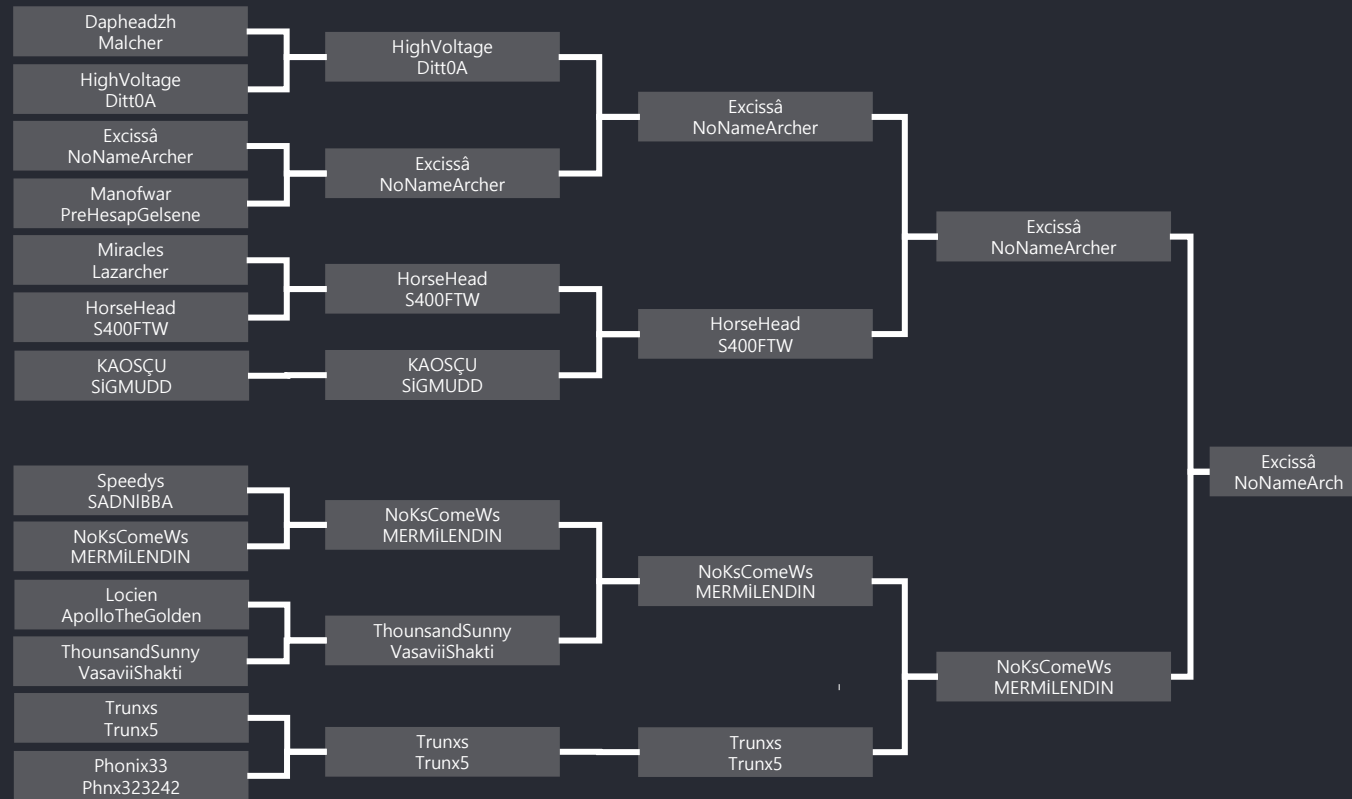 Dapheadzh
Malcher
HighVoltage
Ditt0A
Excissâ
NoNameArcher
Manofwar
PreHesapGelsene
Miracles
Lazarcher
HorseHead
S400FTW
KAOSÇU
SİGMUDD
Speedys
SADNIBBA
NoKsComeWs
MERMİLENDIN
Locien
ApolloTheGolden
ThounsandSunny
VasaviiShakti
Trunxs
Trunx5
Phonix33
Phnx323242
HighVoltage
Ditt0A
Excissâ
NoNameArcher
HorseHead
S400FTW
KAOSÇU
SİGMUDD
NoKsComeWs
MERMİLENDIN
ThounsandSunny
VasaviiShakti
Trunxs
Trunx5
Excissâ
NoNameArcher
HorseHead
S400FTW
NoKsComeWs
MERMİLENDIN
Trunxs
Trunx5
Excissâ
NoNameArcher
NoKsComeWs
MERMİLENDIN
Excissâ
NoNameArch